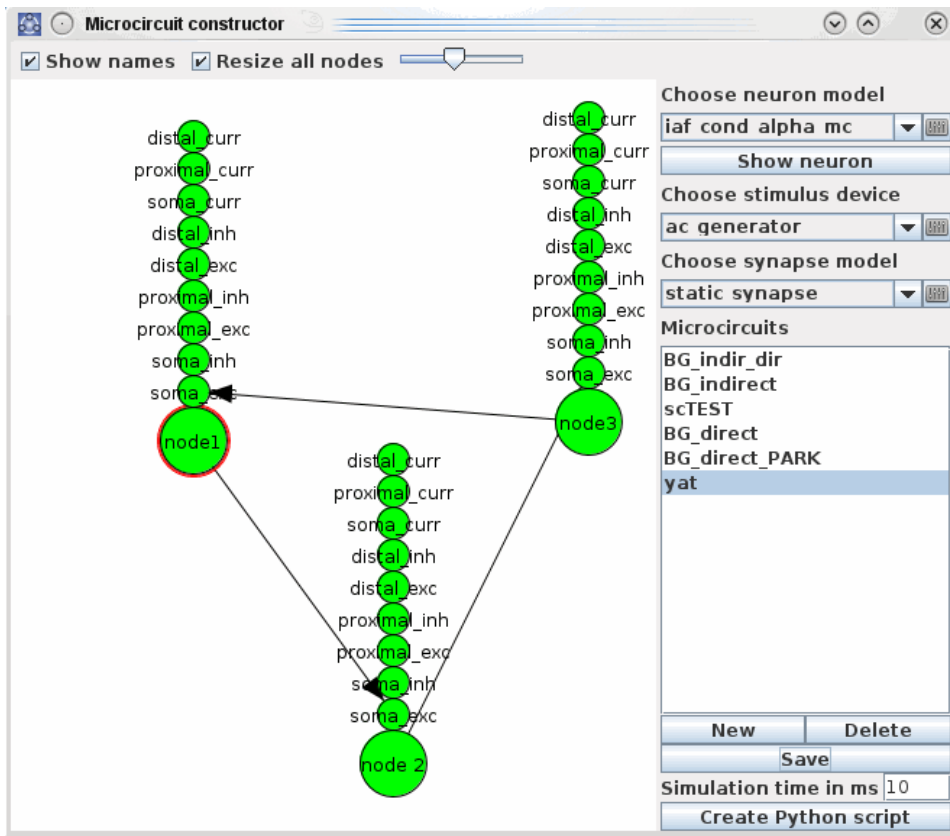 Microcircuit constructor
Show names
Resize all nodes
distal_curr
proximal_curr
soma_curr
distal_inh
distal_exc
proximal_inh
proximal_exc
soma_inh
soma_exc
node1
distal_curr
proximal_curr
soma_curr
distal_inh
distal_exc
proximal_inh
proximal_exc
soma_inh
soma_exc
node3
distal_curr
proximal_curr
soma_curr
distal_inh
distal_exc
proximal_inh
proximal_exc
soma_inh
soma_exc
node 2
Choose neuron model
iaf cond alpha mc
Show neuron
Choose stimulus device
ac generator
Choose synapse model
static synapse
Microcircuits
BG_indir_dir
BG_indirect
scTEST
BG_direct
BG_direct_PARK
yat
New
Delete
Save
Simulation time in ms 10
Create Python script